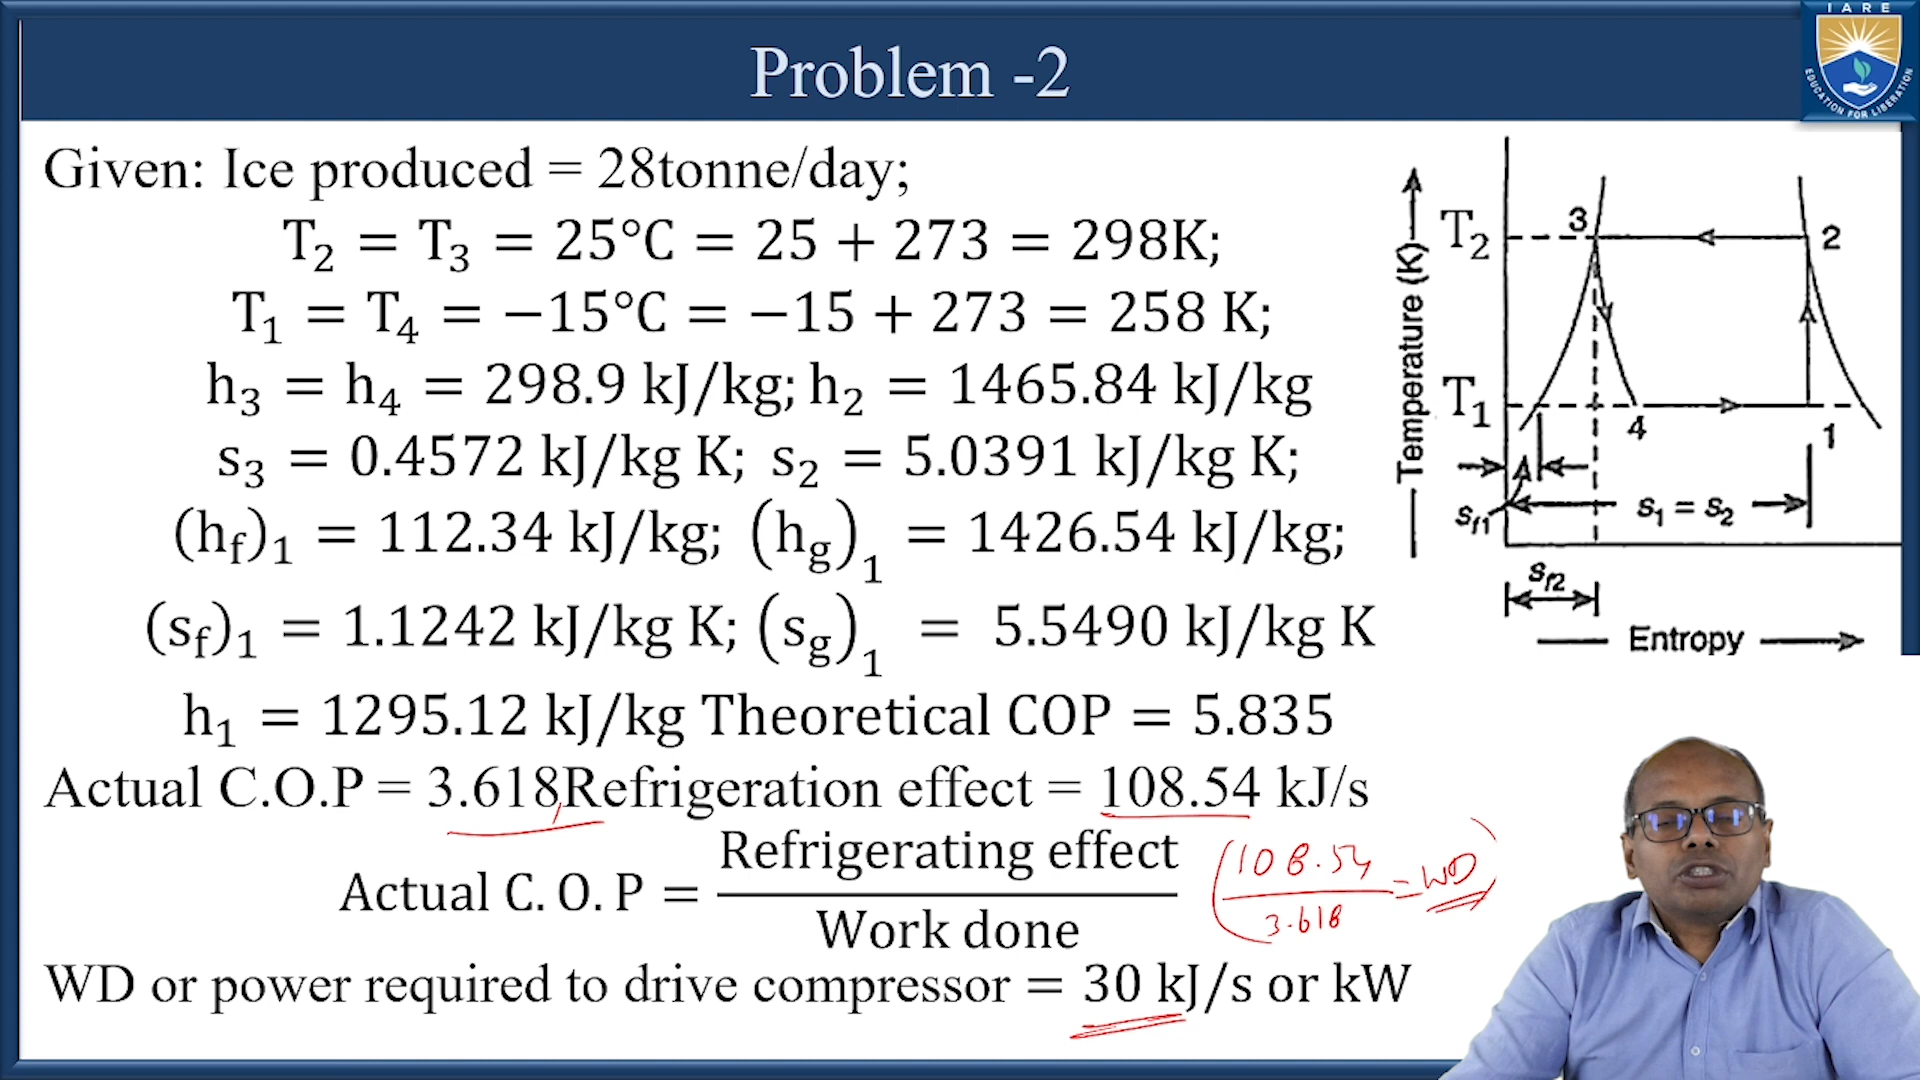 I A R E
EDUCATION FOR LIBERATION
Problem -2
Given: Ice produced = 28tonne/day;
T₂ = T₃ = 25°C = 25 + 273 = 298K;
T₁ = T₄ = −15°C = −15 + 273 = 258 K;
h₃ = h₄ = 298.9 kJ/kg; h₂ = 1465.84 kJ/kg
s₃ = 0.4572 kJ/kg K; s₂ = 5.0391 kJ/kg K;
(h_f)₁ = 112.34 kJ/kg; (h_g)₁ = 1426.54 kJ/kg;
(s_f)₁ = 1.1242 kJ/kg K; (s_g)₁ = 5.5490 kJ/kg K
h₁ = 1295.12 kJ/kg Theoretical COP = 5.835
Actual C.O.P = 3.618,Refrigeration effect = 108.54 kJ/s
Actual C. O. P = Refrigerating effect / Work done
(108.54 / 3.618 = WD)
WD or power required to drive compressor = 30 kJ/s or kW
Temperature (K)
T₂
3
2
T₁
4
1
s_f1
s₁ = s₂
s_f2
Entropy